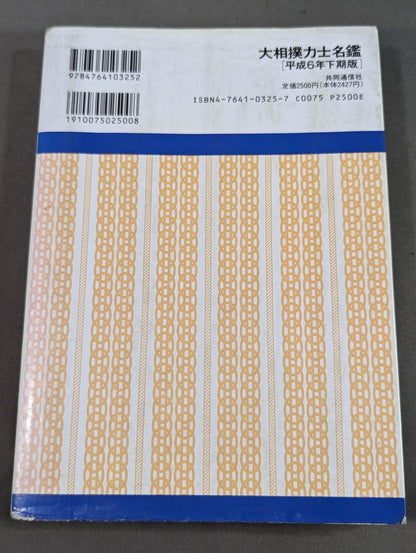 9784764103252
1910075025008
大相撲力士名鑑
[平成6年下期版]
共同通信社
定価2500円(本体2427円)
ISBN4-7641-0325-7 C0075 P2500E